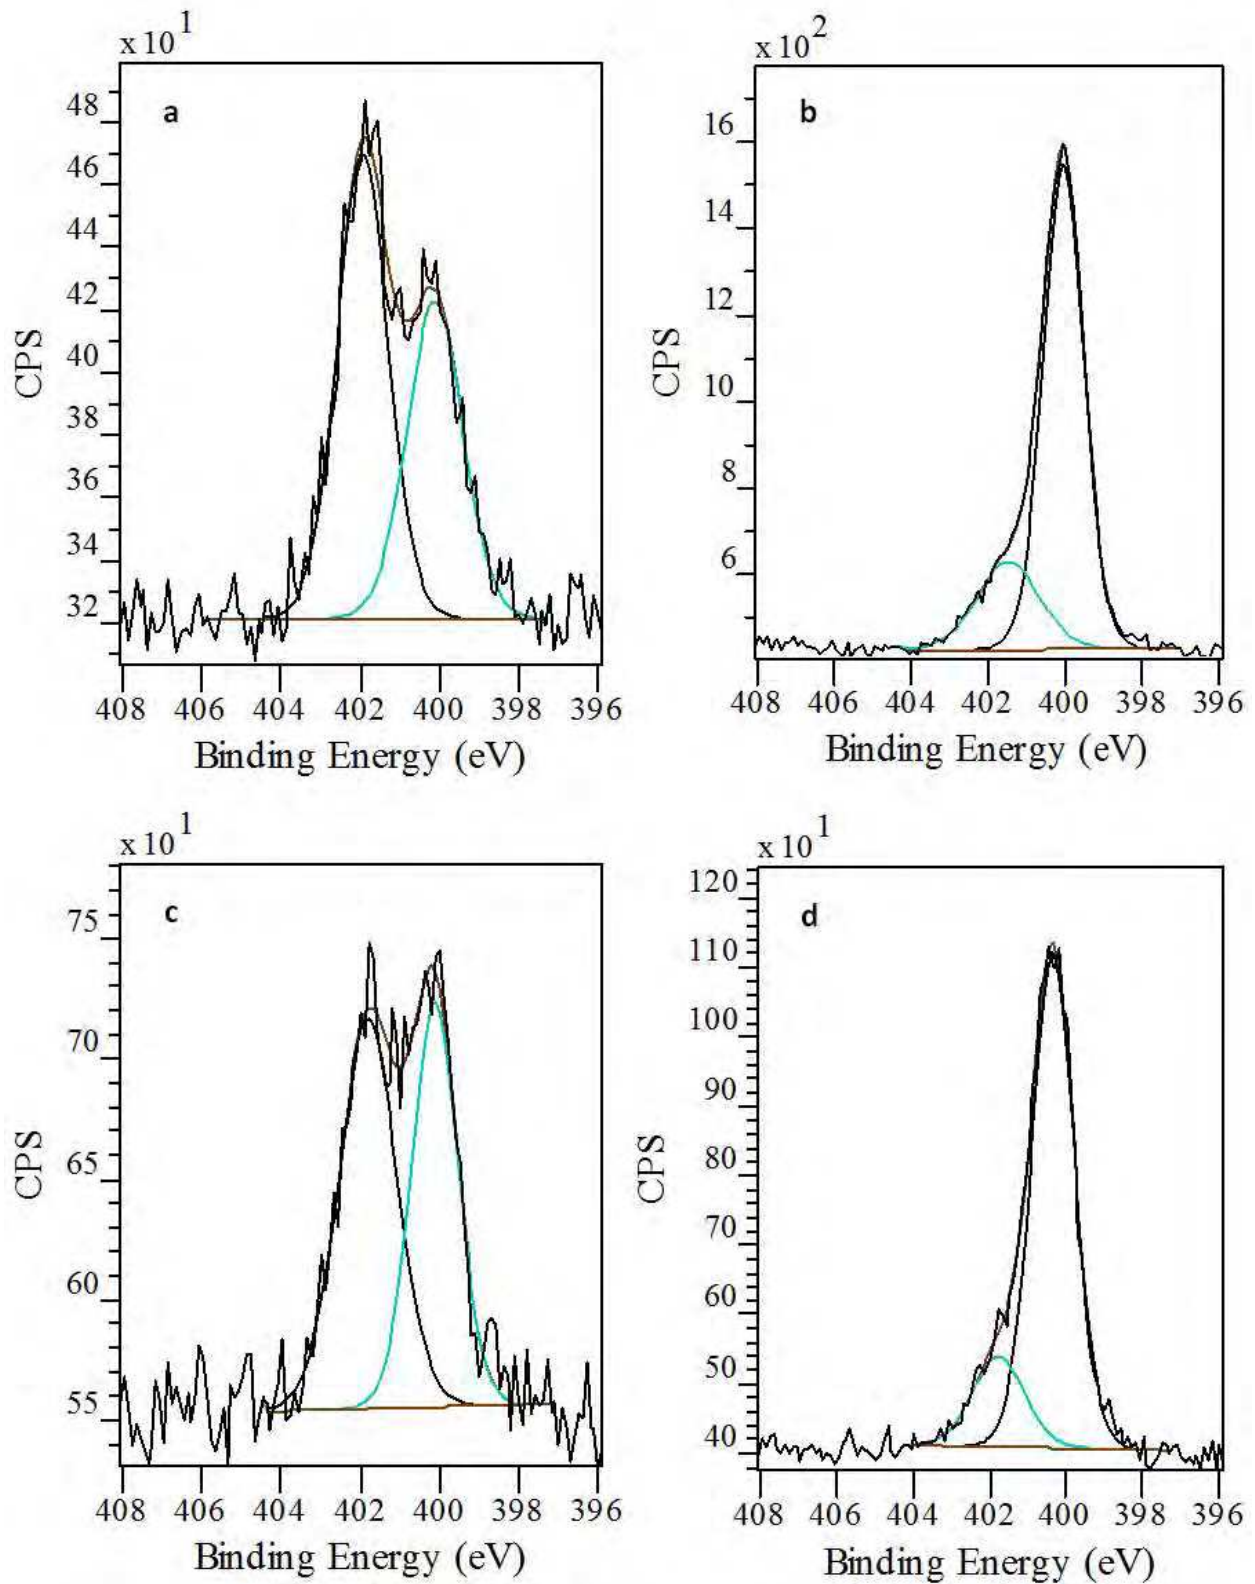 x 10^1
a
48
46
44
42
40
38
36
34
32
CPS
408 406 404 402 400 398 396
Binding Energy (eV)
x 10^2
b
16
14
12
10
8
6
CPS
408 406 404 402 400 398 396
Binding Energy (eV)
x 10^1
c
75
70
65
60
55
CPS
408 406 404 402 400 398 396
Binding Energy (eV)
x 10^1
d
120
110
100
90
80
70
60
50
40
CPS
408 406 404 402 400 398 396
Binding Energy (eV)